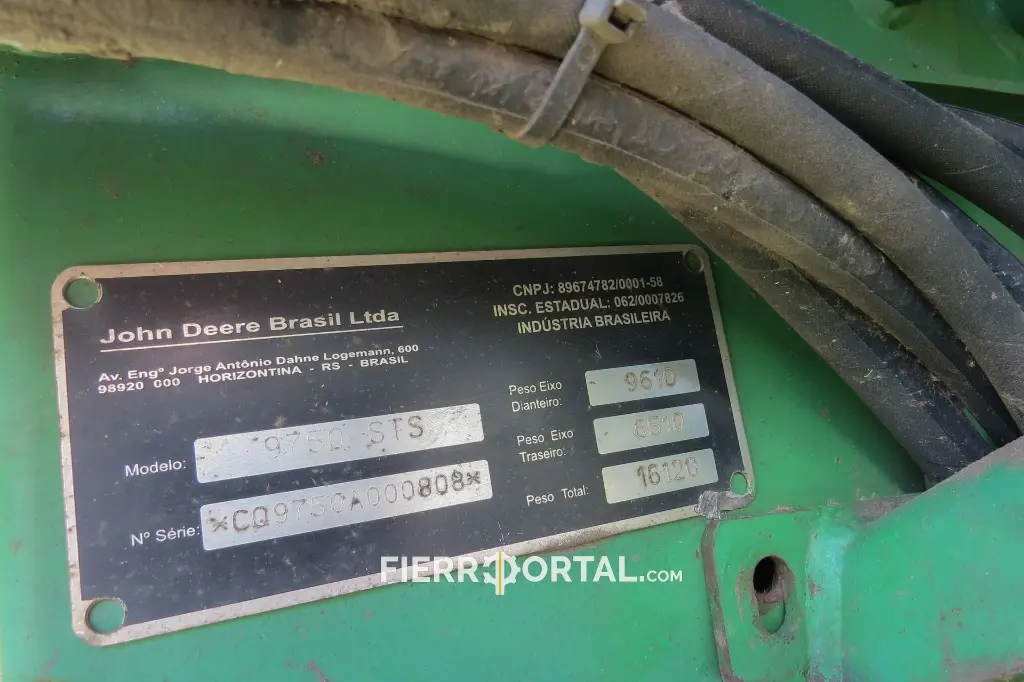 John Deere Brasil Ltda
Av. Engº Jorge Antônio Dahne Logemann, 600
98920 000 HORIZONTINA - RS - BRASIL
CNPJ: 89674782/0001-58
INSC. ESTADUAL: 062/0007826
INDÚSTRIA BRASILEIRA
Modelo: 9750 STS
Nº Série: *CQ9750A000808*
Peso Eixo
Dianteiro: 9610
Peso Eixo
Traseiro: 6510
Peso Total: 16120
FIERROPORTAL.COM